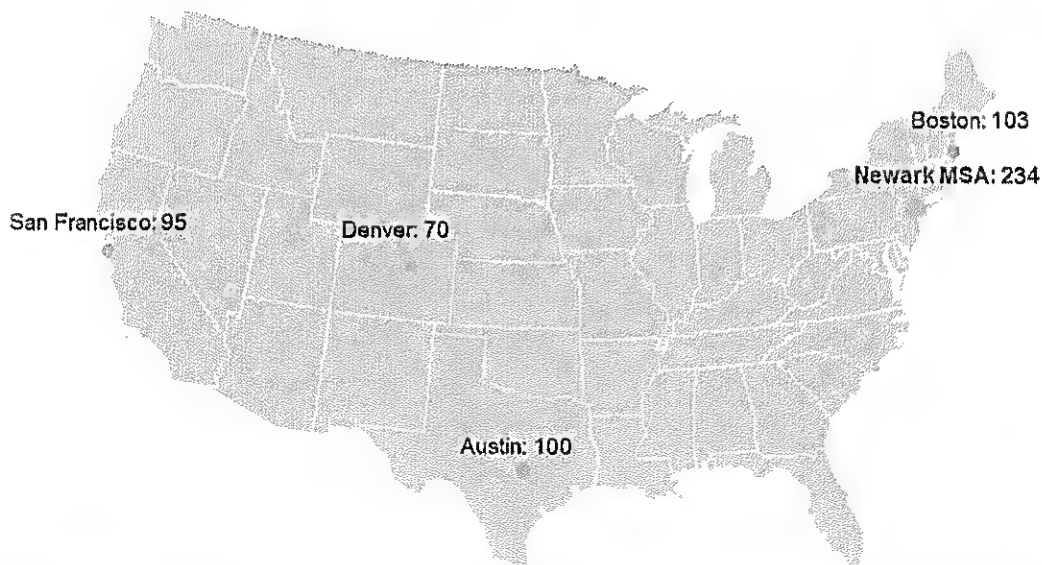 Boston: 103
Newark MSA: 234
San Francisco: 95
Denver: 70
Austin: 100